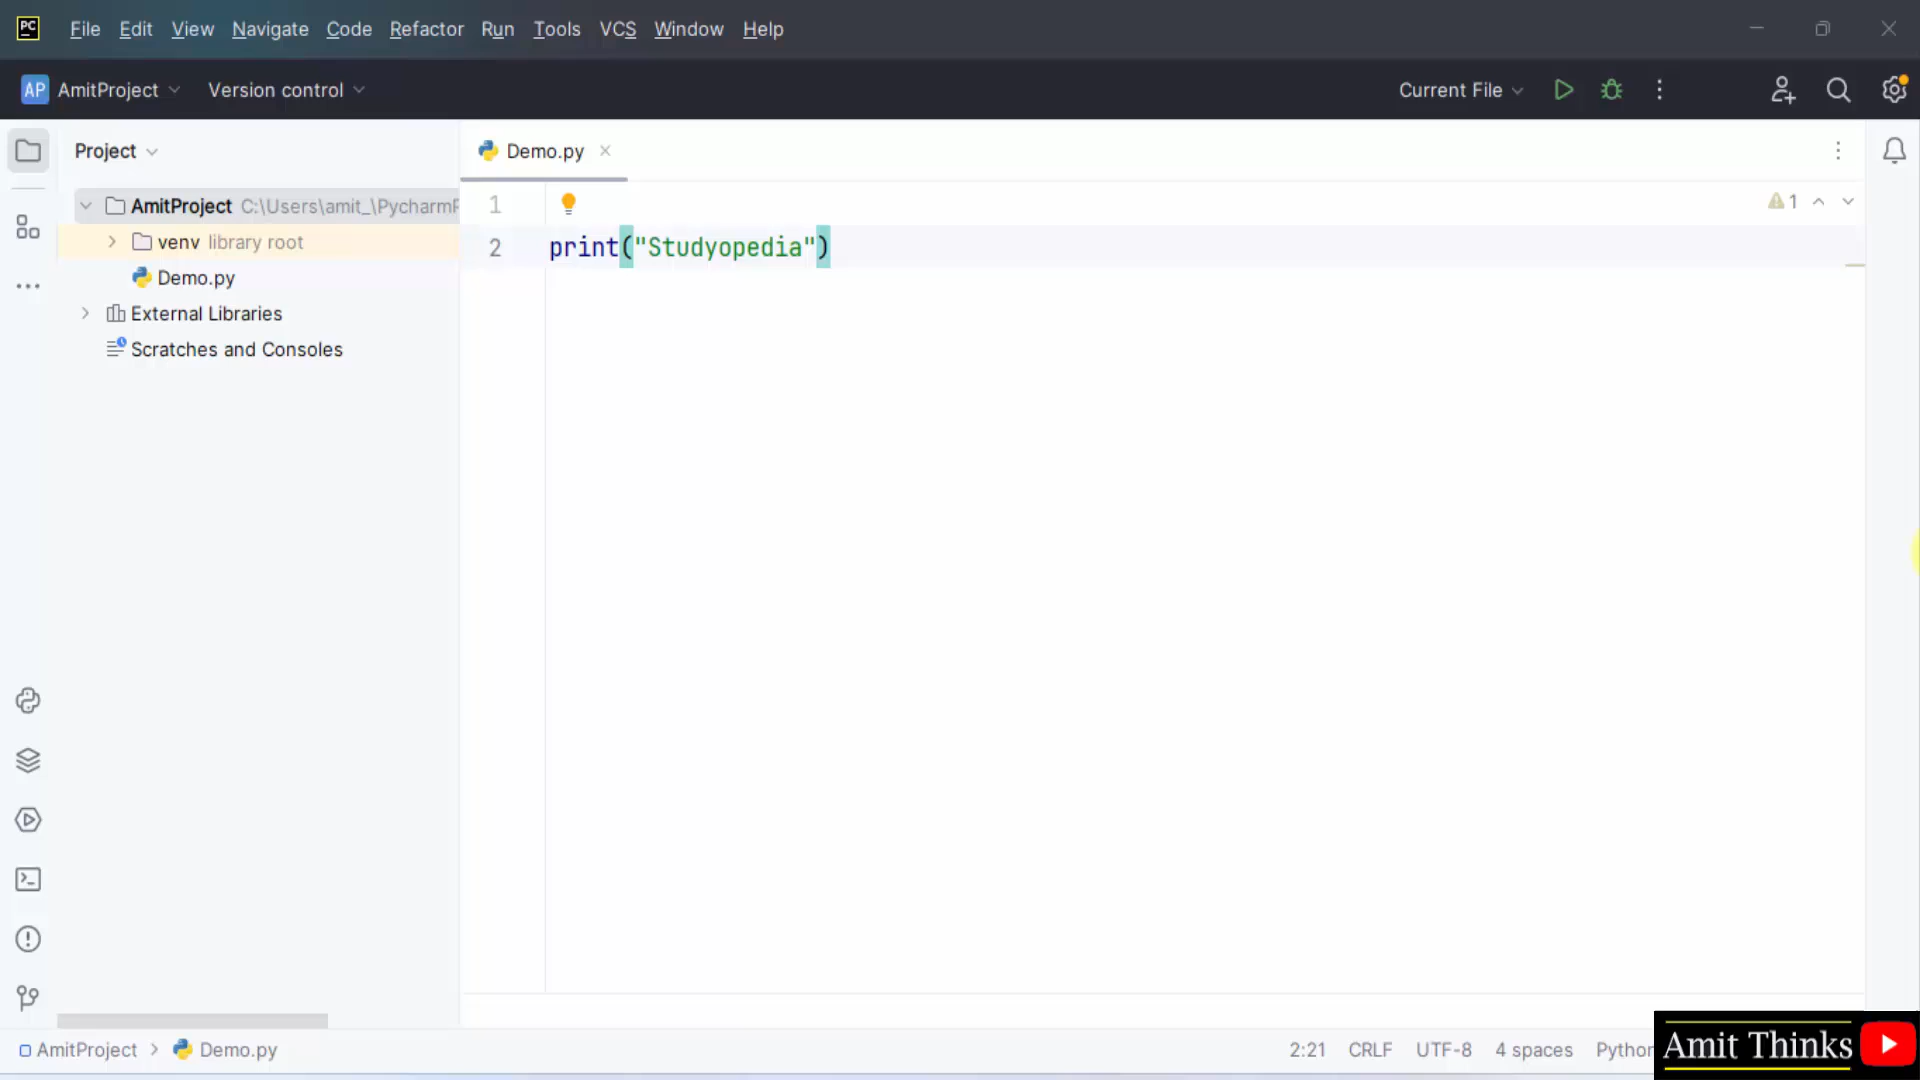 PC File Edit View Navigate Code Refactor Run Tools VCS Window Help
AP AmitProject Version control Current File
Project
Demo.py
AmitProject C:\Users\amit_\PycharmP
venv library root
Demo.py
External Libraries
Scratches and Consoles
1
2 print("Studyopedia")
1
AmitProject > Demo.py
2:21 CRLF UTF-8 4 spaces Python
Amit Thinks